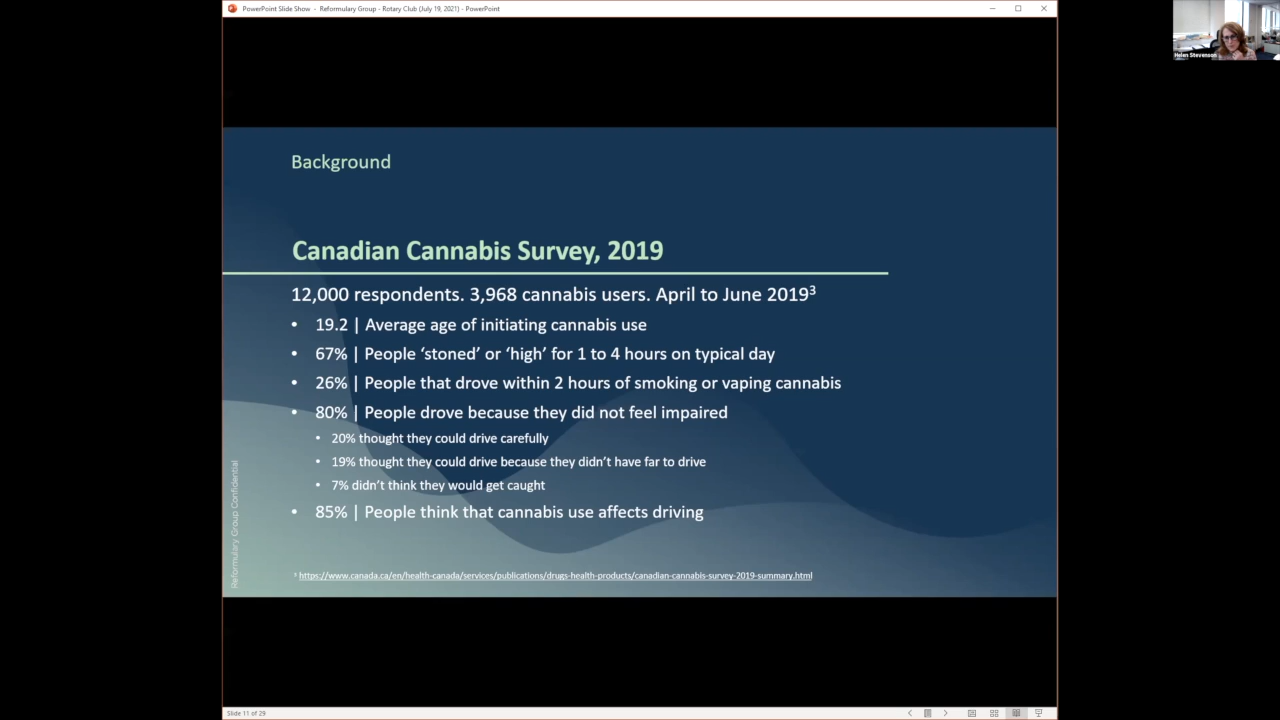 PowerPoint Slide Show - Reformulary Group - Rotary Club (July 19, 2021) - PowerPoint
Helen Stevenson
Background
Canadian Cannabis Survey, 2019
12,000 respondents. 3,968 cannabis users. April to June 2019³
• 19.2 | Average age of initiating cannabis use
• 67% | People ‘stoned’ or ‘high’ for 1 to 4 hours on typical day
• 26% | People that drove within 2 hours of smoking or vaping cannabis
• 80% | People drove because they did not feel impaired
• 20% thought they could drive carefully
• 19% thought they could drive because they didn’t have far to drive
• 7% didn’t think they would get caught
• 85% | People think that cannabis use affects driving
Reformulary Group Confidential
³ https://www.canada.ca/en/health-canada/services/publications/drugs-health-products/canadian-cannabis-survey-2019-summary.html
Slide 11 of 29